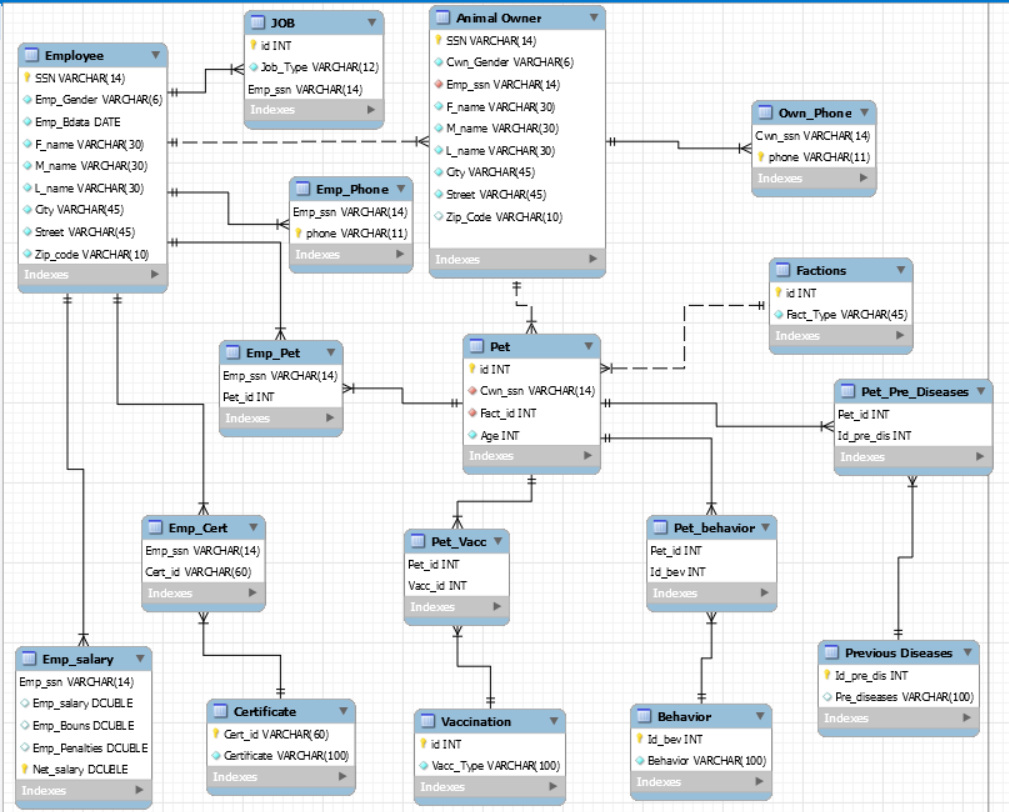 Employee
SSN VARCHAR(14)
Emp_Gender VARCHAR(6)
Emp_Bdata DATE
F_name VARCHAR(30)
M_name VARCHAR(30)
L_name VARCHAR(30)
City VARCHAR(45)
Street VARCHAR(45)
Zip_code VARCHAR(10)
Indexes
JOB
id INT
Job_Type VARCHAR(12)
Emp_ssn VARCHAR(14)
Indexes
Animal Owner
SSN VARCHAR(14)
Own_Gender VARCHAR(6)
Emp_ssn VARCHAR(14)
F_name VARCHAR(30)
M_name VARCHAR(30)
L_name VARCHAR(30)
City VARCHAR(45)
Street VARCHAR(45)
Zip_Code VARCHAR(10)
Indexes
Own_Phone
Own_ssn VARCHAR(14)
phone VARCHAR(11)
Indexes
Emp_Phone
Emp_ssn VARCHAR(14)
phone VARCHAR(11)
Indexes
Factions
id INT
Fact_Type VARCHAR(45)
Indexes
Emp_Pet
Emp_ssn VARCHAR(14)
Pet_id INT
Indexes
Pet
id INT
Own_ssn VARCHAR(14)
Fact_id INT
Age INT
Indexes
Pet_Pre_Diseases
Pet_id INT
Id_pre_dis INT
Indexes
Emp_Cert
Emp_ssn VARCHAR(14)
Cert_id VARCHAR(60)
Indexes
Pet_Vacc
Pet_id INT
Vacc_id INT
Indexes
Pet_behavior
Pet_id INT
Id_bev INT
Indexes
Emp_salary
Emp_ssn VARCHAR(14)
Emp_salary DOUBLE
Emp_Bouns DOUBLE
Emp_Penalties DOUBLE
Net_salary DOUBLE
Indexes
Certificate
Cert_id VARCHAR(60)
Certificate VARCHAR(100)
Indexes
Vaccination
id INT
Vacc_Type VARCHAR(100)
Indexes
Behavior
Id_bev INT
Behavior VARCHAR(100)
Indexes
Previous Diseases
Id_pre_dis INT
Pre_diseases VARCHAR(100)
Indexes